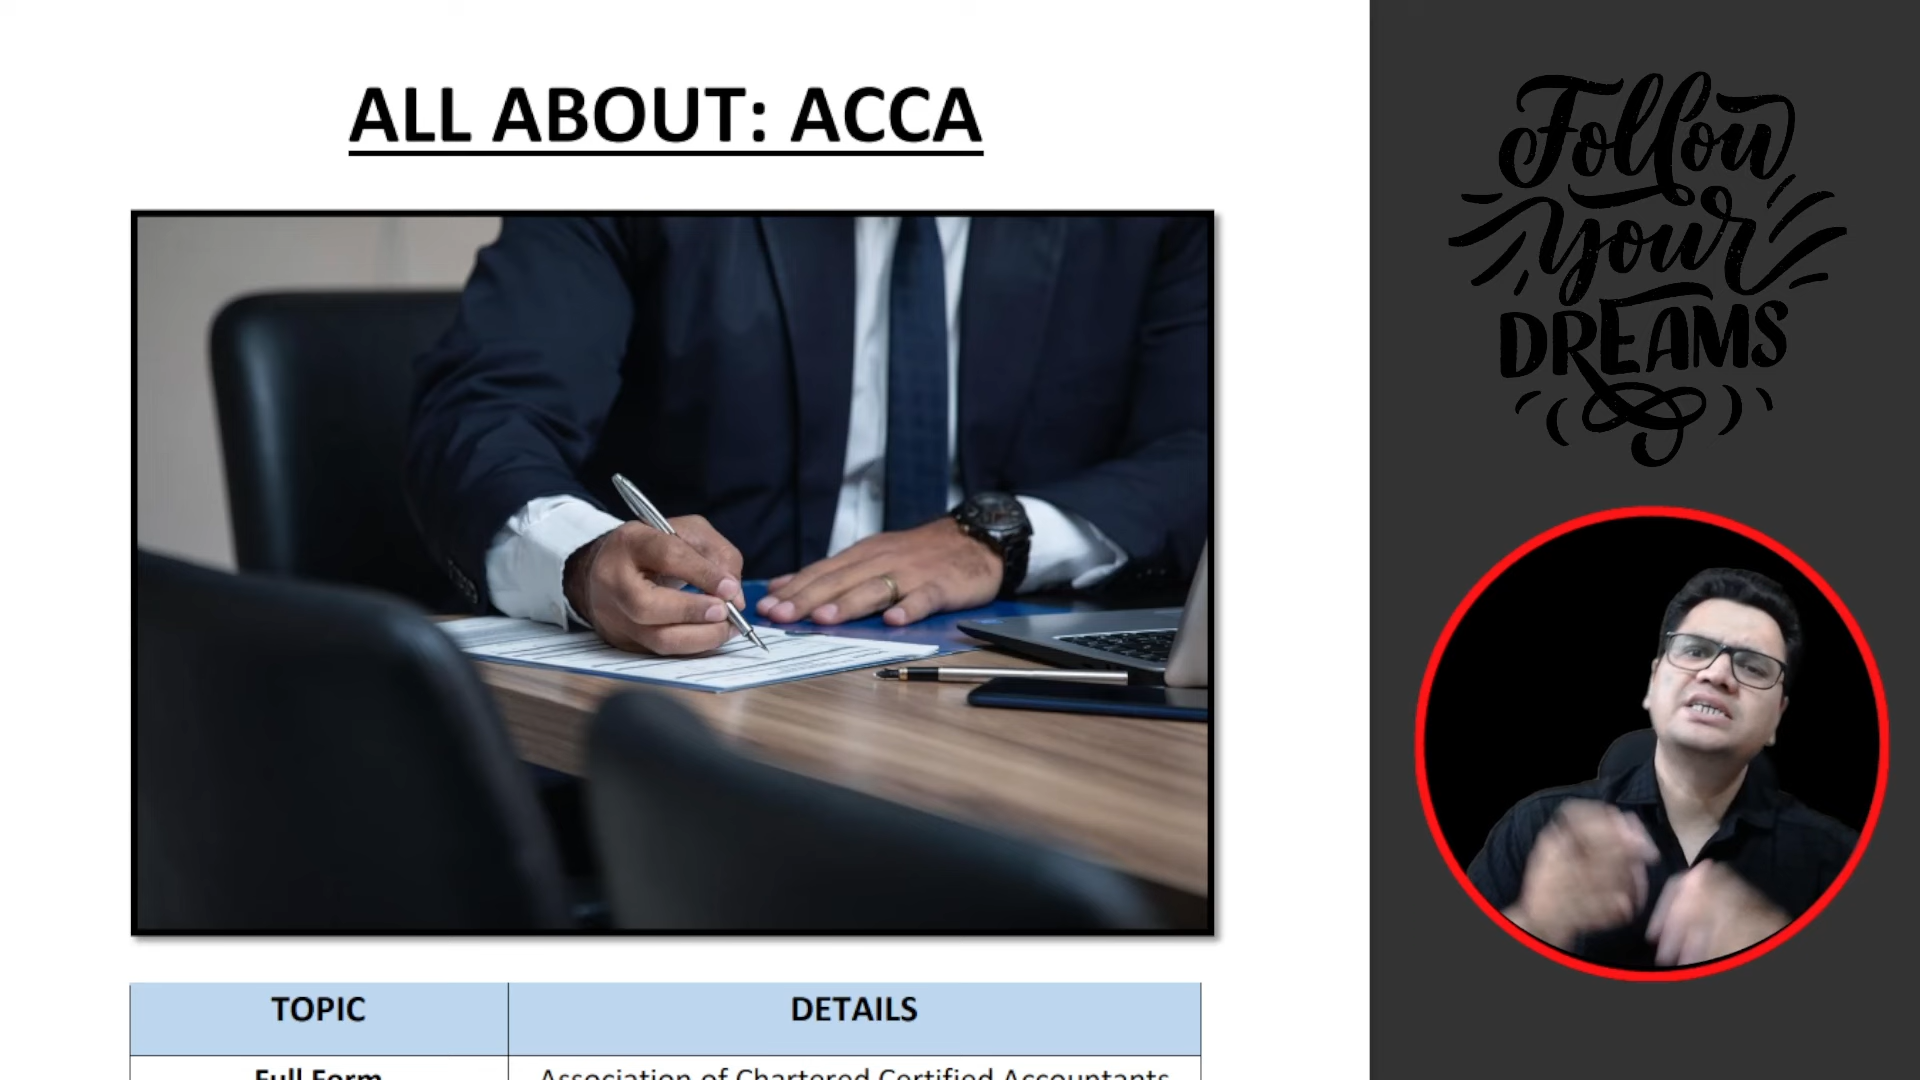 ALL ABOUT: ACCA
Follow
your
DREAMS
TOPIC DETAILS
Full Form Association of Chartered Certified Accountants